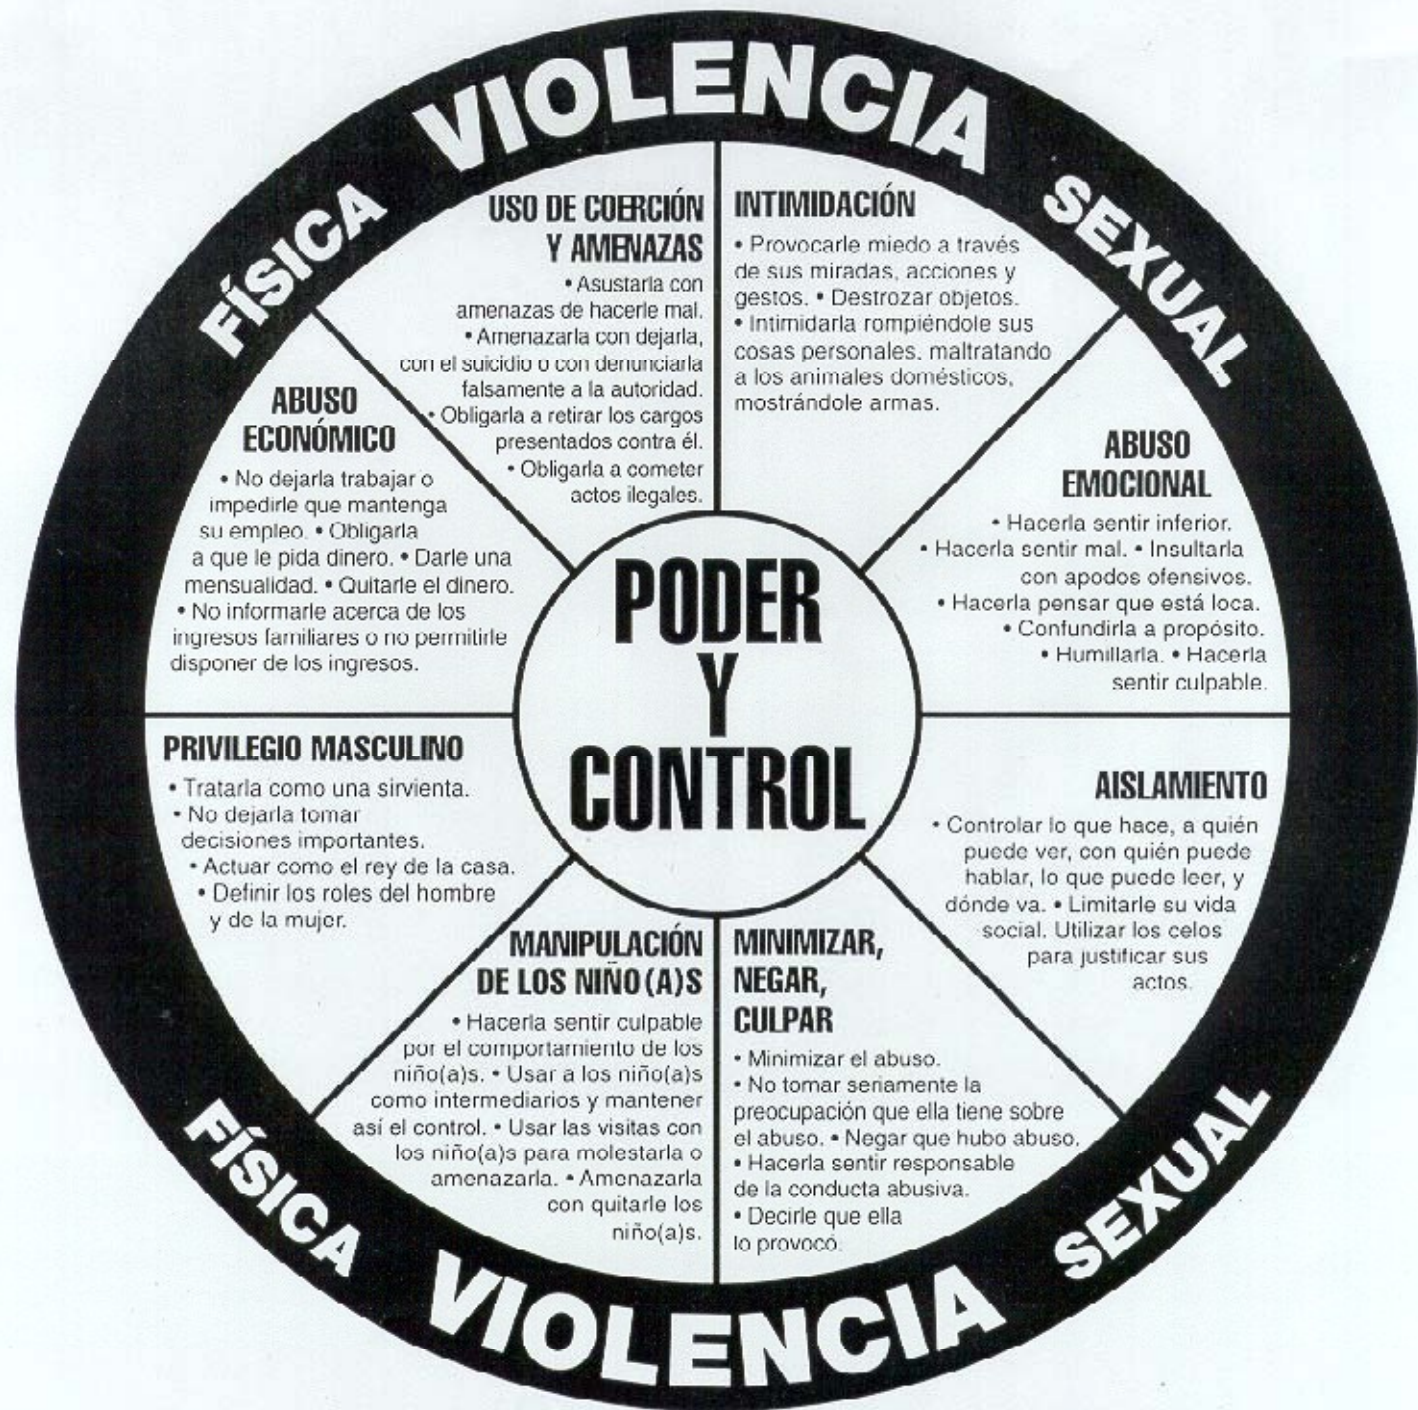 VIOLENCIA
FÍSICA
SEXUAL
USO DE COERCIÓN
Y AMENAZAS
• Asustarla con
amenazas de hacerle mal.
• Amenazarla con dejarla,
con el suicidio o con denunciarla
falsamente a la autoridad.
• Obligarla a retirar los cargos
presentados contra él.
• Obligarla a cometer
actos ilegales.
INTIMIDACIÓN
• Provocarle miedo a través
de sus miradas, acciones y
gestos. • Destrozar objetos.
• Intimidarla rompiéndole sus
cosas personales, maltratando
a los animales domésticos,
mostrándole armas.
ABUSO
EMOCIONAL
• Hacerla sentir inferior.
• Hacerla sentir mal. • Insultarla
con apodos ofensivos.
• Hacerla pensar que está loca.
• Confundirla a propósito.
• Humillarla. • Hacerla
sentir culpable.
AISLAMIENTO
• Controlar lo que hace, a quién
puede ver, con quién puede
hablar, lo que puede leer, y
dónde va. • Limitarle su vida
social. Utilizar los celos
para justificar sus
actos.
MINIMIZAR,
NEGAR,
CULPAR
• Minimizar el abuso.
• No tomar seriamente la
preocupación que ella tiene sobre
el abuso. • Negar que hubo abuso.
• Hacerla sentir responsable
de la conducta abusiva.
• Decirle que ella
lo provocó.
MANIPULACIÓN
DE LOS NIÑO(A)S
• Hacerla sentir culpable
por el comportamiento de los
niño(a)s. • Usar a los niño(a)s
como intermediarios y mantener
así el control. • Usar las visitas con
los niño(a)s para molestarla o
amenazarla. • Amenazarla
con quitarle los
niño(a)s.
PRIVILEGIO MASCULINO
• Tratarla como una sirvienta.
• No dejarla tomar
decisiones importantes.
• Actuar como el rey de la casa.
• Definir los roles del hombre
y de la mujer.
ABUSO
ECONÓMICO
• No dejarla trabajar o
impedirle que mantenga
su empleo. • Obligarla
a que le pida dinero. • Darle una
mensualidad. • Quitarle el dinero.
• No informarle acerca de los
ingresos familiares o no permitirle
disponer de los ingresos.
PODER
Y
CONTROL
FÍSICA
VIOLENCIA
SEXUAL